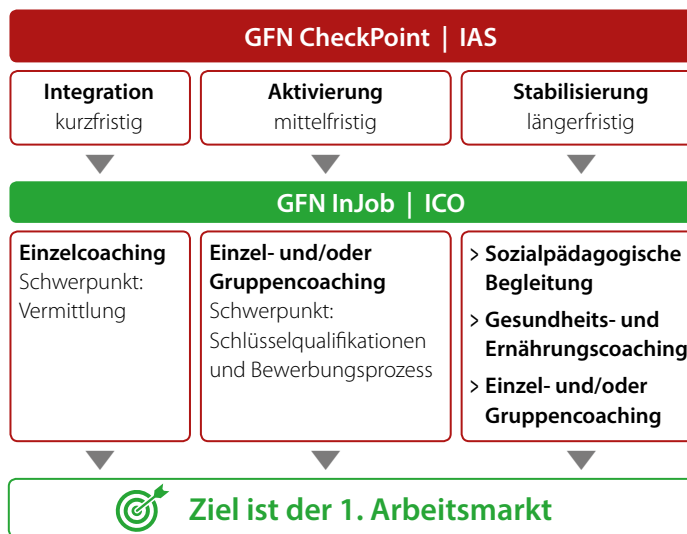 GFN CheckPoint | IAS
Integration
kurzfristig
Aktivierung
mittelfristig
Stabilisierung
längerfristig
GFN InJob | ICO
Einzelcoaching
Schwerpunkt:
Vermittlung
Einzel- und/oder
Gruppencoaching
Schwerpunkt:
Schlüsselqualifikationen
und Bewerbungsprozess
> Sozialpädagogische
Begleitung
> Gesundheits- und
Ernährungscoaching
> Einzel- und/oder
Gruppencoaching
Ziel ist der 1. Arbeitsmarkt